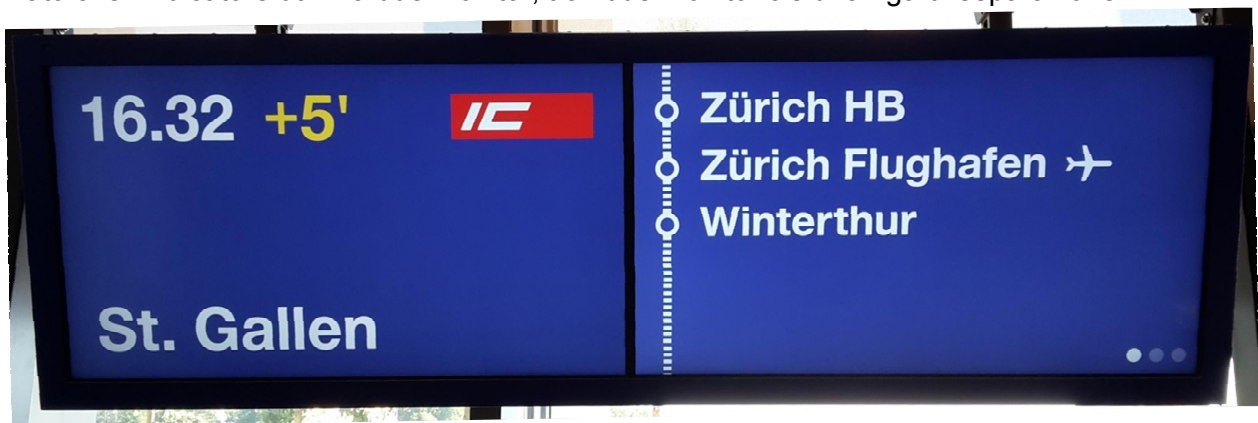 16.32 +5' IC
St. Gallen
Zürich HB
Zürich Flughafen
Winterthur